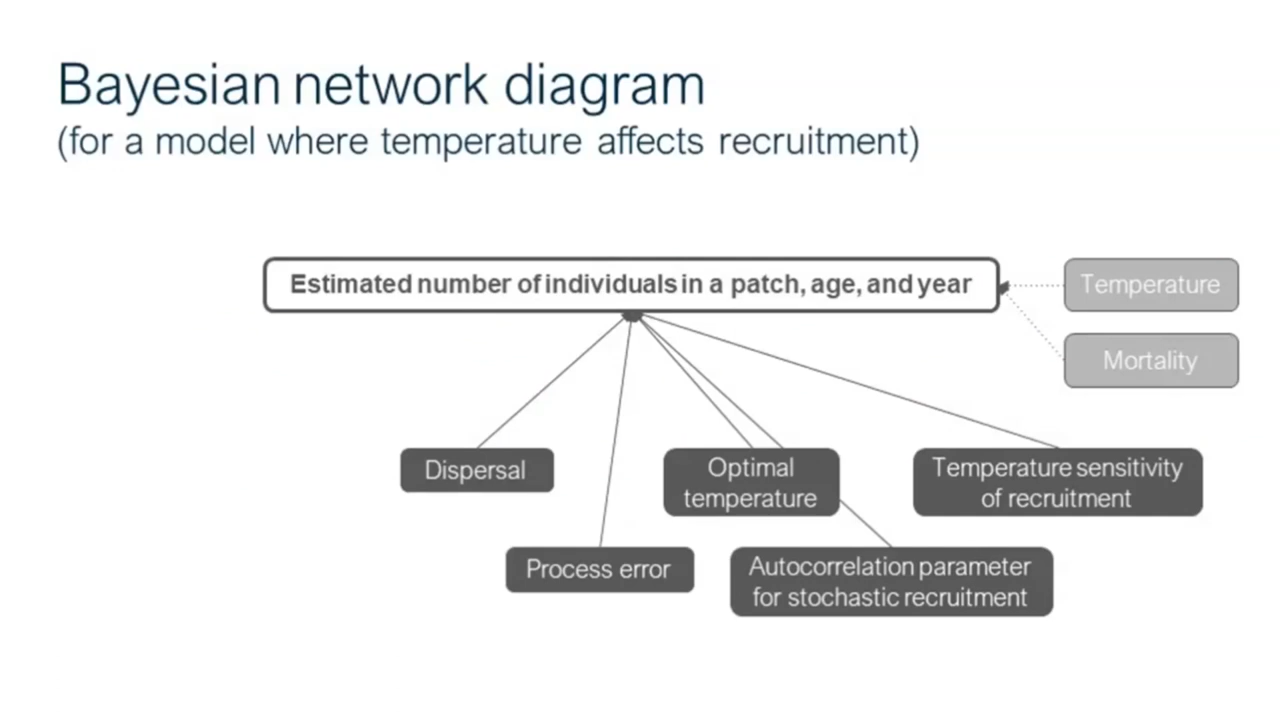 Bayesian network diagram
(for a model where temperature affects recruitment)
Estimated number of individuals in a patch, age, and year
Temperature
Mortality
Dispersal
Optimal
temperature
Temperature sensitivity
of recruitment
Process error
Autocorrelation parameter
for stochastic recruitment